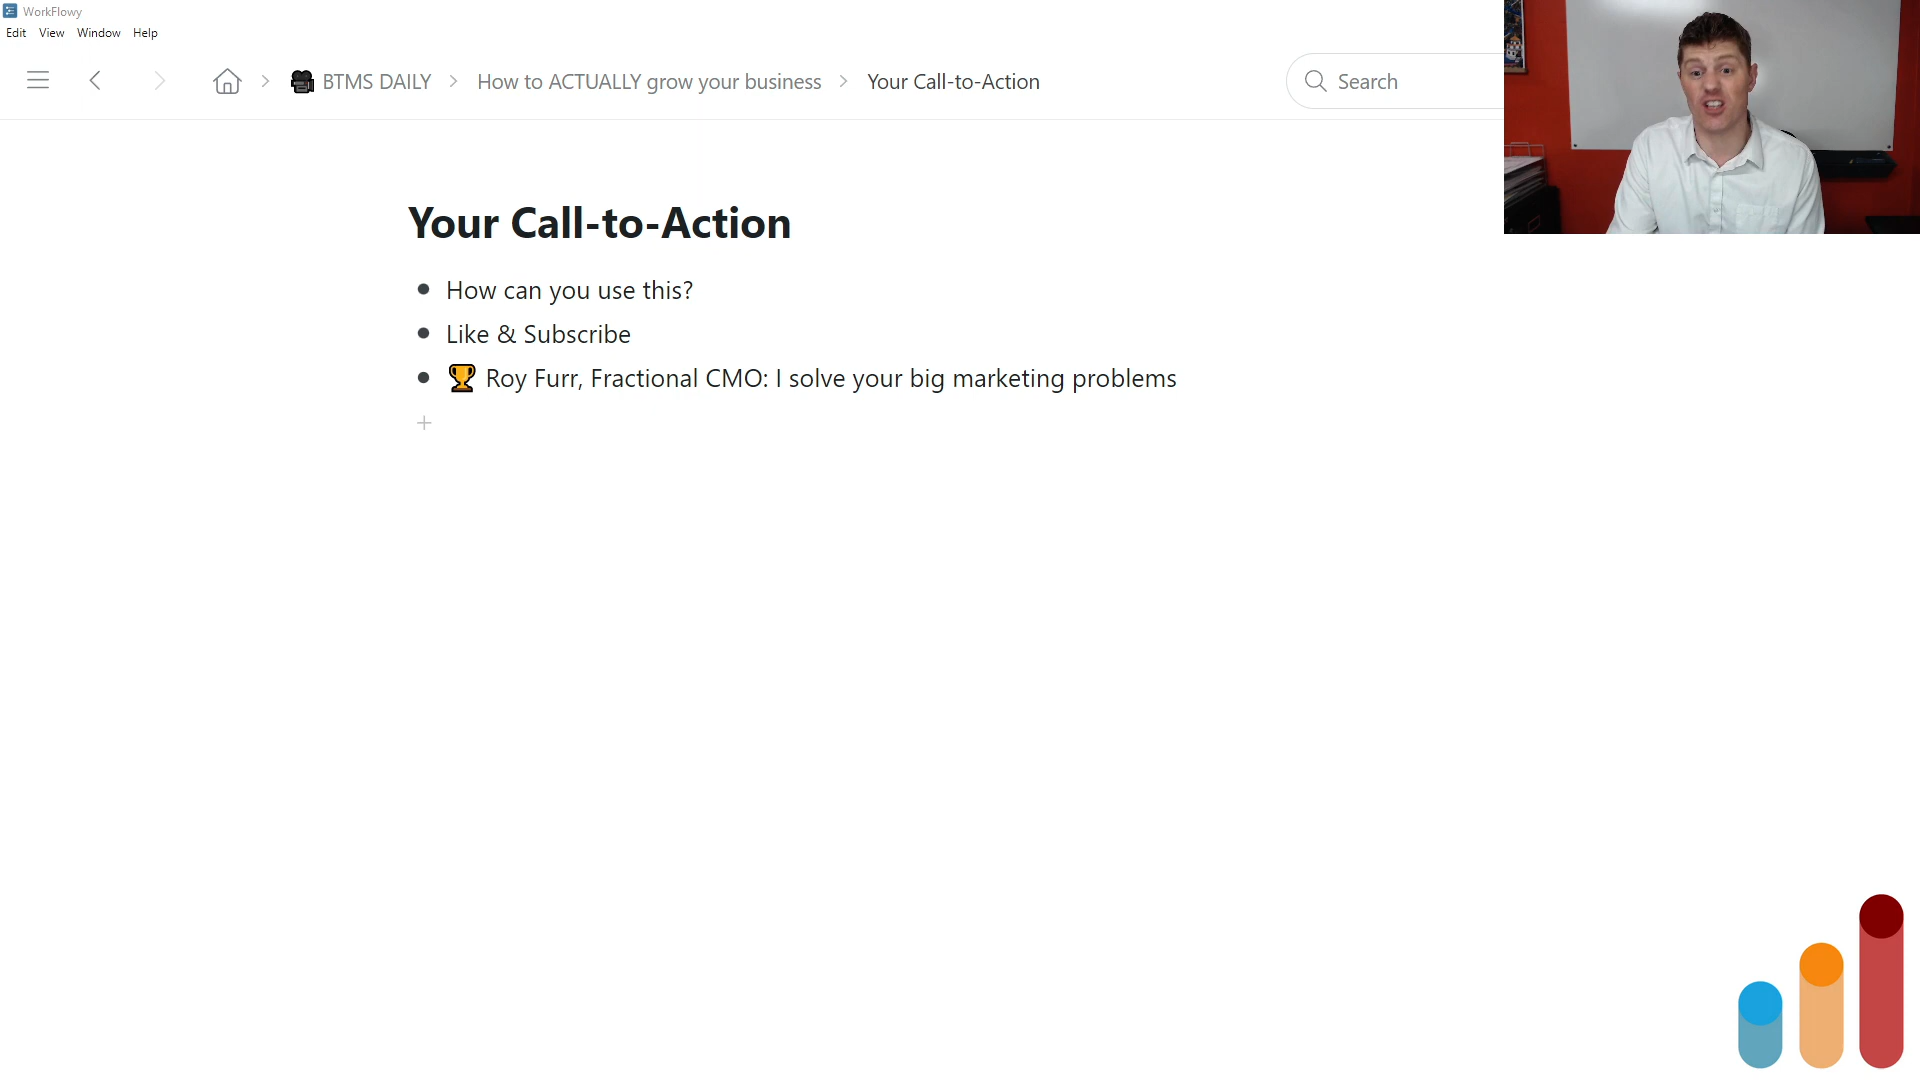 WorkFlowy
Edit View Window Help
BTMS DAILY > How to ACTUALLY grow your business > Your Call-to-Action
Search
Your Call-to-Action
How can you use this?
Like & Subscribe
🏆 Roy Furr, Fractional CMO: I solve your big marketing problems